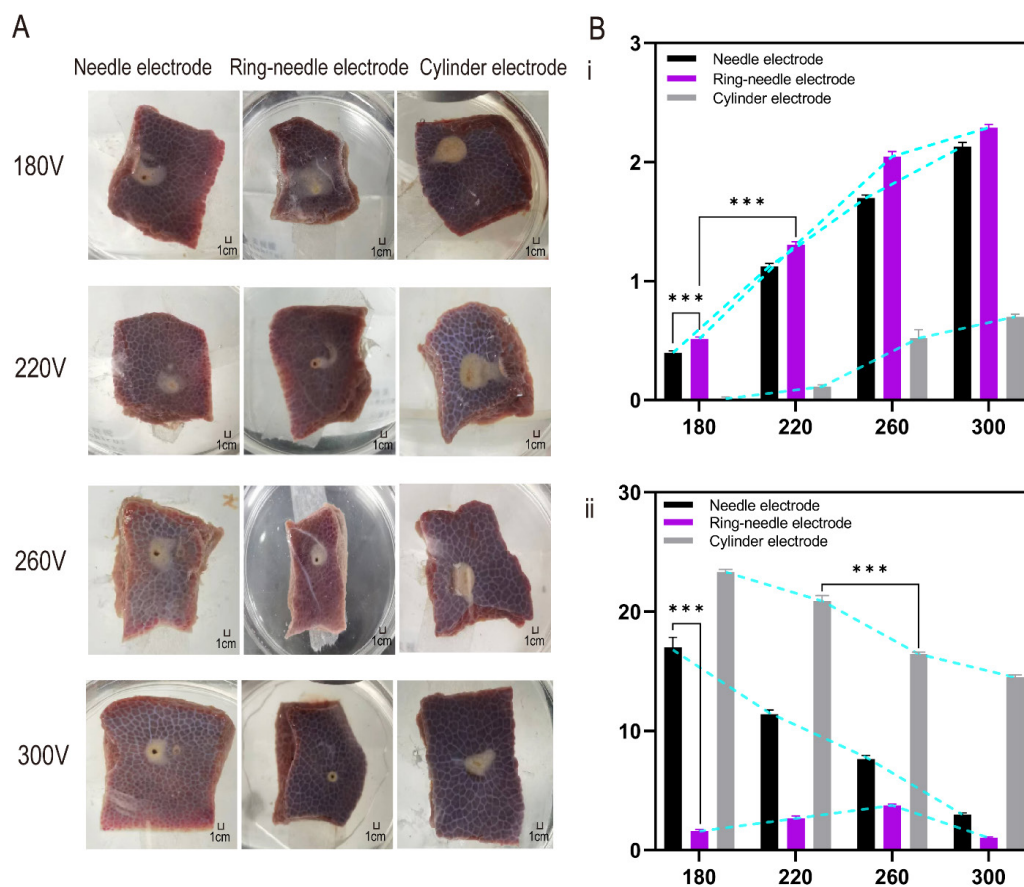 A
Needle electrode Ring-needle electrode Cylinder electrode
180V
1cm 1cm 1cm
220V
1cm 1cm 1cm
260V
1cm 1cm 1cm
300V
1cm 1cm 1cm
B
i
3
2
1
0
Needle electrode
Ring-needle electrode
Cylinder electrode
***
***
180 220 260 300
ii
30
20
10
0
Needle electrode
Ring-needle electrode
Cylinder electrode
***
***
180 220 260 300